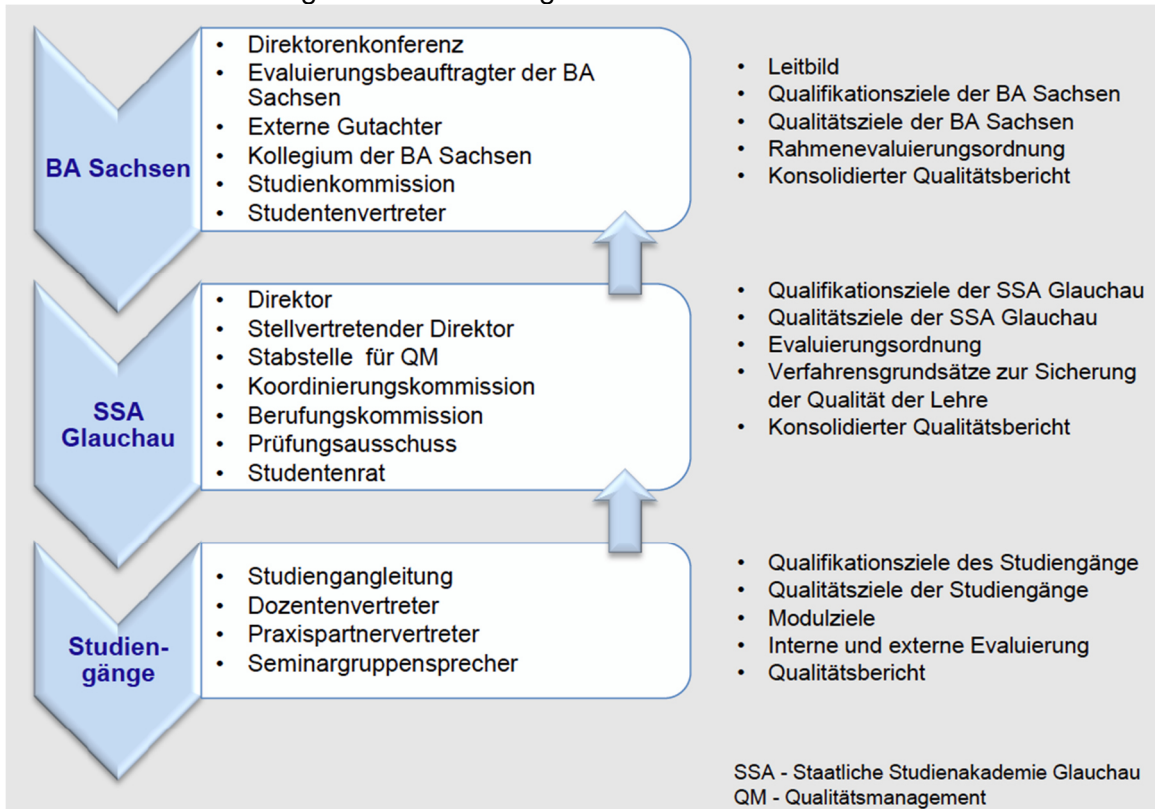 BA Sachsen
• Direktorenkonferenz
• Evaluierungsbeauftragter der BA
Sachsen
• Externe Gutachter
• Kollegium der BA Sachsen
• Studienkommission
• Studentenvertreter
• Leitbild
• Qualifikationsziele der BA Sachsen
• Qualitätsziele der BA Sachsen
• Rahmenevaluierungsordnung
• Konsolidierter Qualitätsbericht
SSA
Glauchau
• Direktor
• Stellvertretender Direktor
• Stabstelle für QM
• Koordinierungskommission
• Berufungskommission
• Prüfungsausschuss
• Studentenrat
• Qualifikationsziele der SSA Glauchau
• Qualitätsziele der SSA Glauchau
• Evaluierungsordnung
• Verfahrensgrundsätze zur Sicherung
der Qualität der Lehre
• Konsolidierter Qualitätsbericht
Studien-
gänge
• Studiengangleitung
• Dozentenvertreter
• Praxispartnervertreter
• Seminargruppensprecher
• Qualifikationsziele des Studiengänge
• Qualitätsziele der Studiengänge
• Modulziele
• Interne und externe Evaluierung
• Qualitätsbericht
SSA - Staatliche Studienakademie Glauchau
QM - Qualitätsmanagement